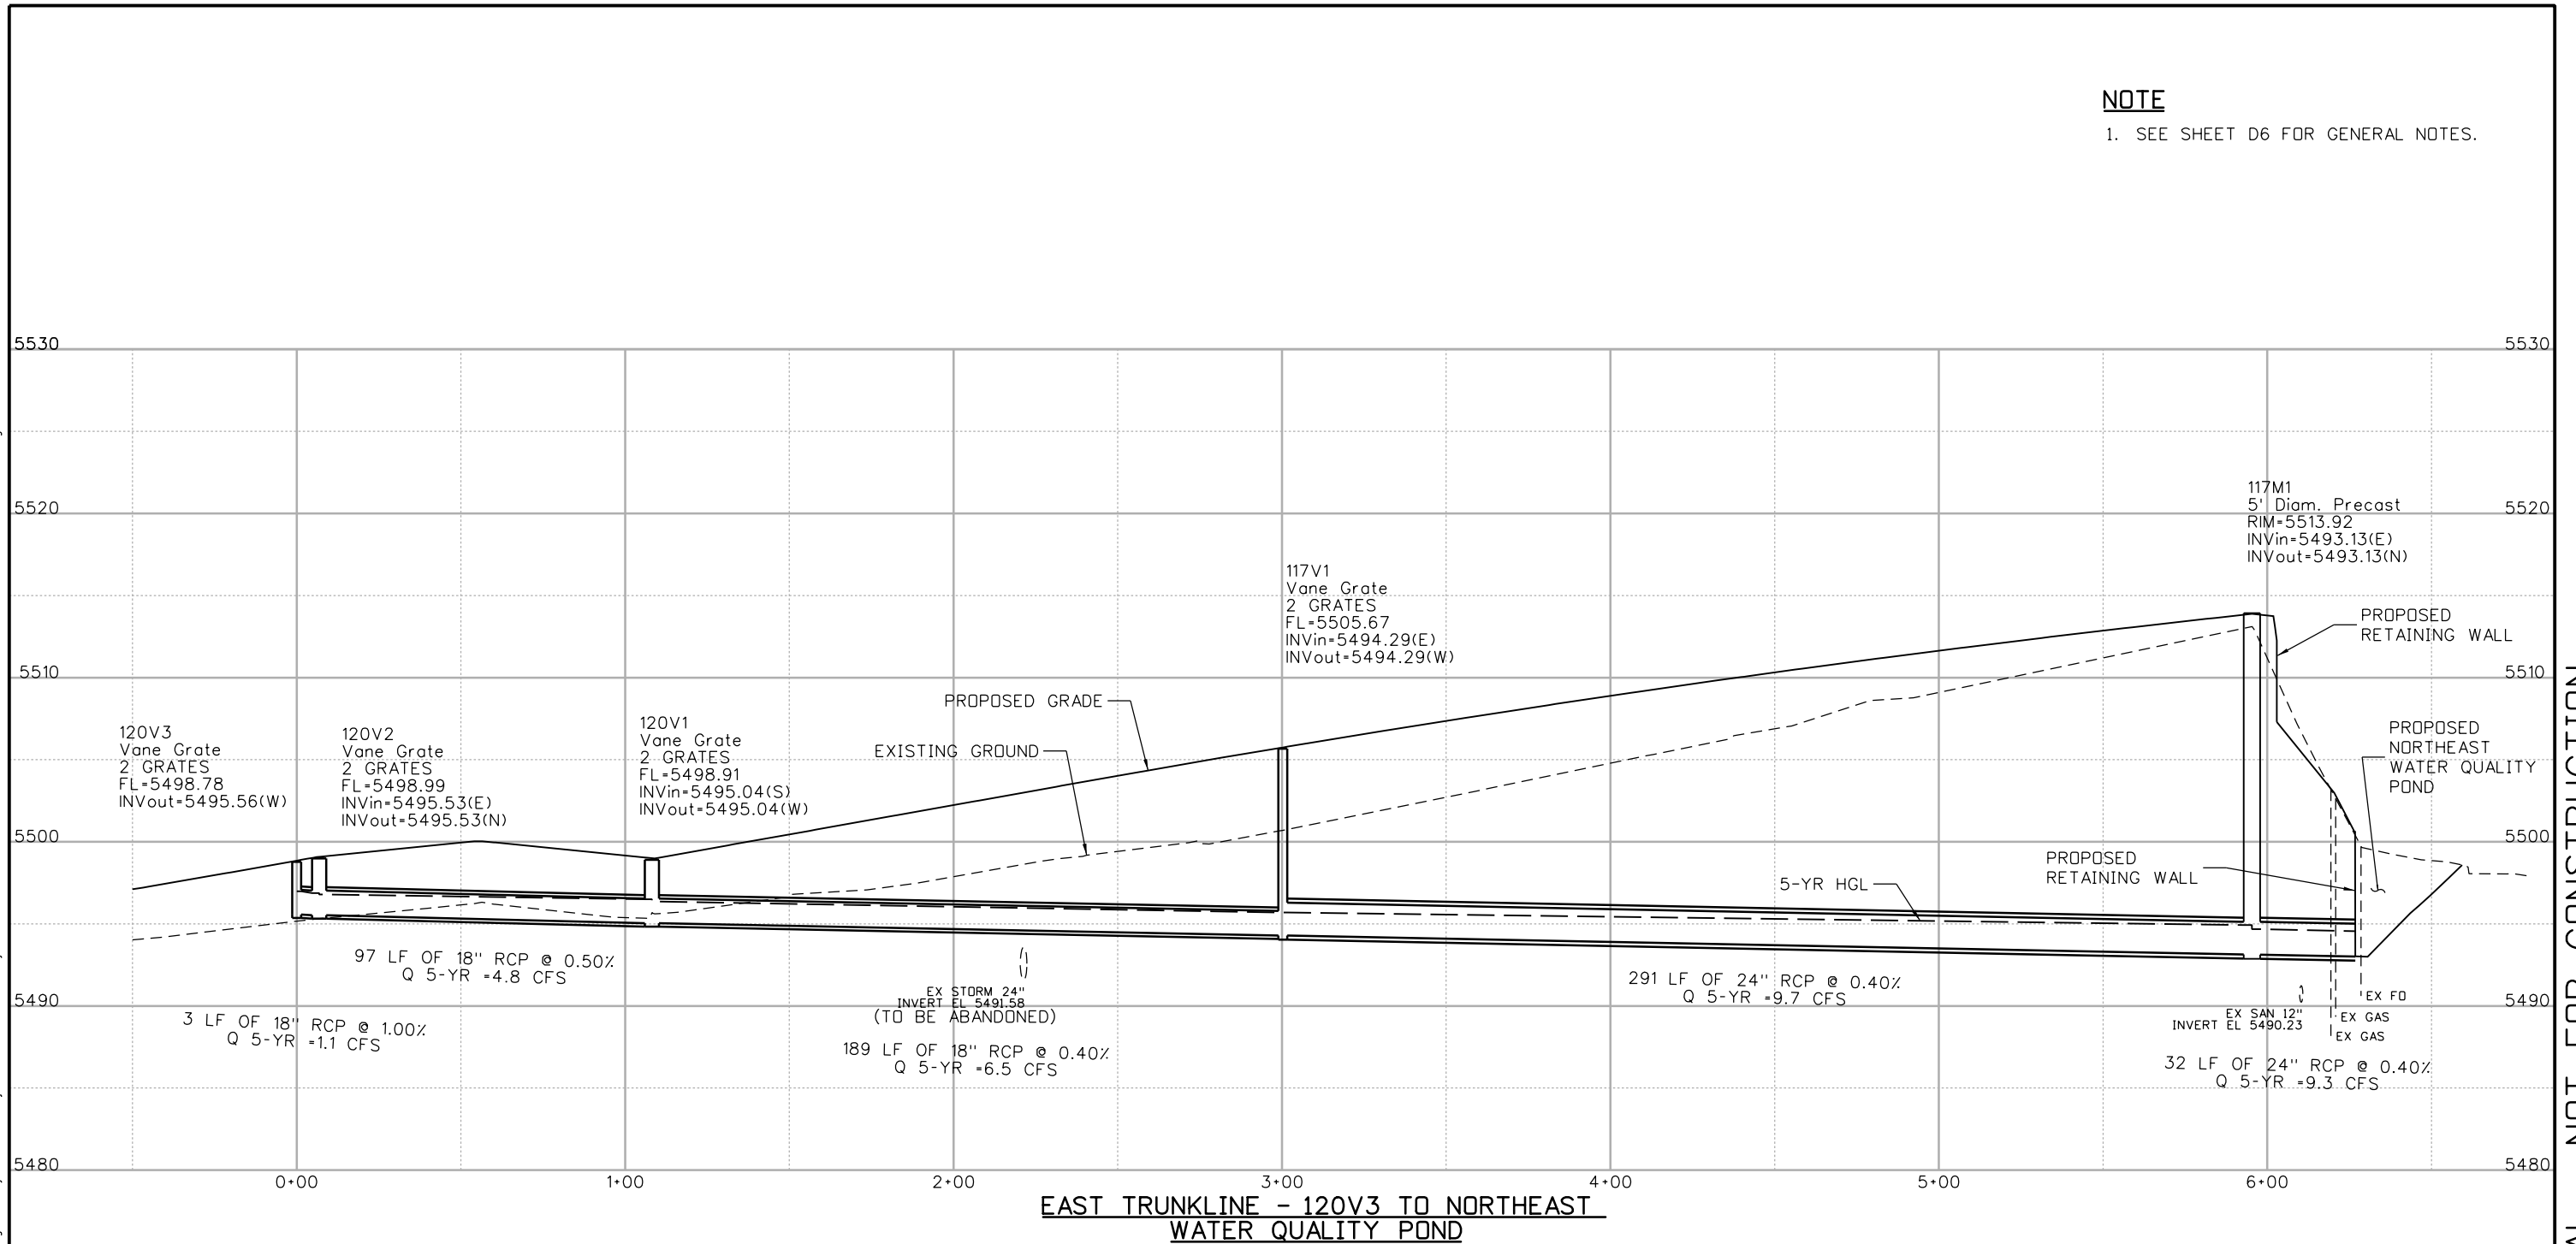 NOTE
1. SEE SHEET D6 FOR GENERAL NOTES.
5530
5530
5520
5520
5510
5510
5500
5500
5490
5490
5480
5480
117M1
5' Diam. Precast
RIM=5513.92
INVin=5493.13(E)
INVout=5493.13(N)
117V1
Vane Grate
2 GRATES
FL=5505.67
INVin=5494.29(E)
INVout=5494.29(W)
PROPOSED
RETAINING WALL
PROPOSED GRADE
EXISTING GROUND
120V3
Vane Grate
2 GRATES
FL=5498.78
INVout=5495.56(W)
120V2
Vane Grate
2 GRATES
FL=5498.99
INVin=5495.53(E)
INVout=5495.53(N)
120V1
Vane Grate
2 GRATES
FL=5498.91
INVin=5495.04(S)
INVout=5495.04(W)
PROPOSED
NORTHEAST
WATER QUALITY
POND
PROPOSED
RETAINING WALL
5-YR HGL
97 LF OF 18" RCP @ 0.50%
Q 5-YR =4.8 CFS
3 LF OF 18" RCP @ 1.00%
Q 5-YR =1.1 CFS
EX STORM 24"
INVERT EL 5491.58
(TO BE ABANDONED)
189 LF OF 18" RCP @ 0.40%
Q 5-YR =6.5 CFS
291 LF OF 24" RCP @ 0.40%
Q 5-YR =9.7 CFS
EX FO
EX SAN 12"
INVERT EL 5490.23
EX GAS
EX GAS
32 LF OF 24" RCP @ 0.40%
Q 5-YR =9.3 CFS
0+00
1+00
2+00
3+00
4+00
5+00
6+00
EAST TRUNKLINE - 120V3 TO NORTHEAST
WATER QUALITY POND
NOT FOR CONSTRUCTION